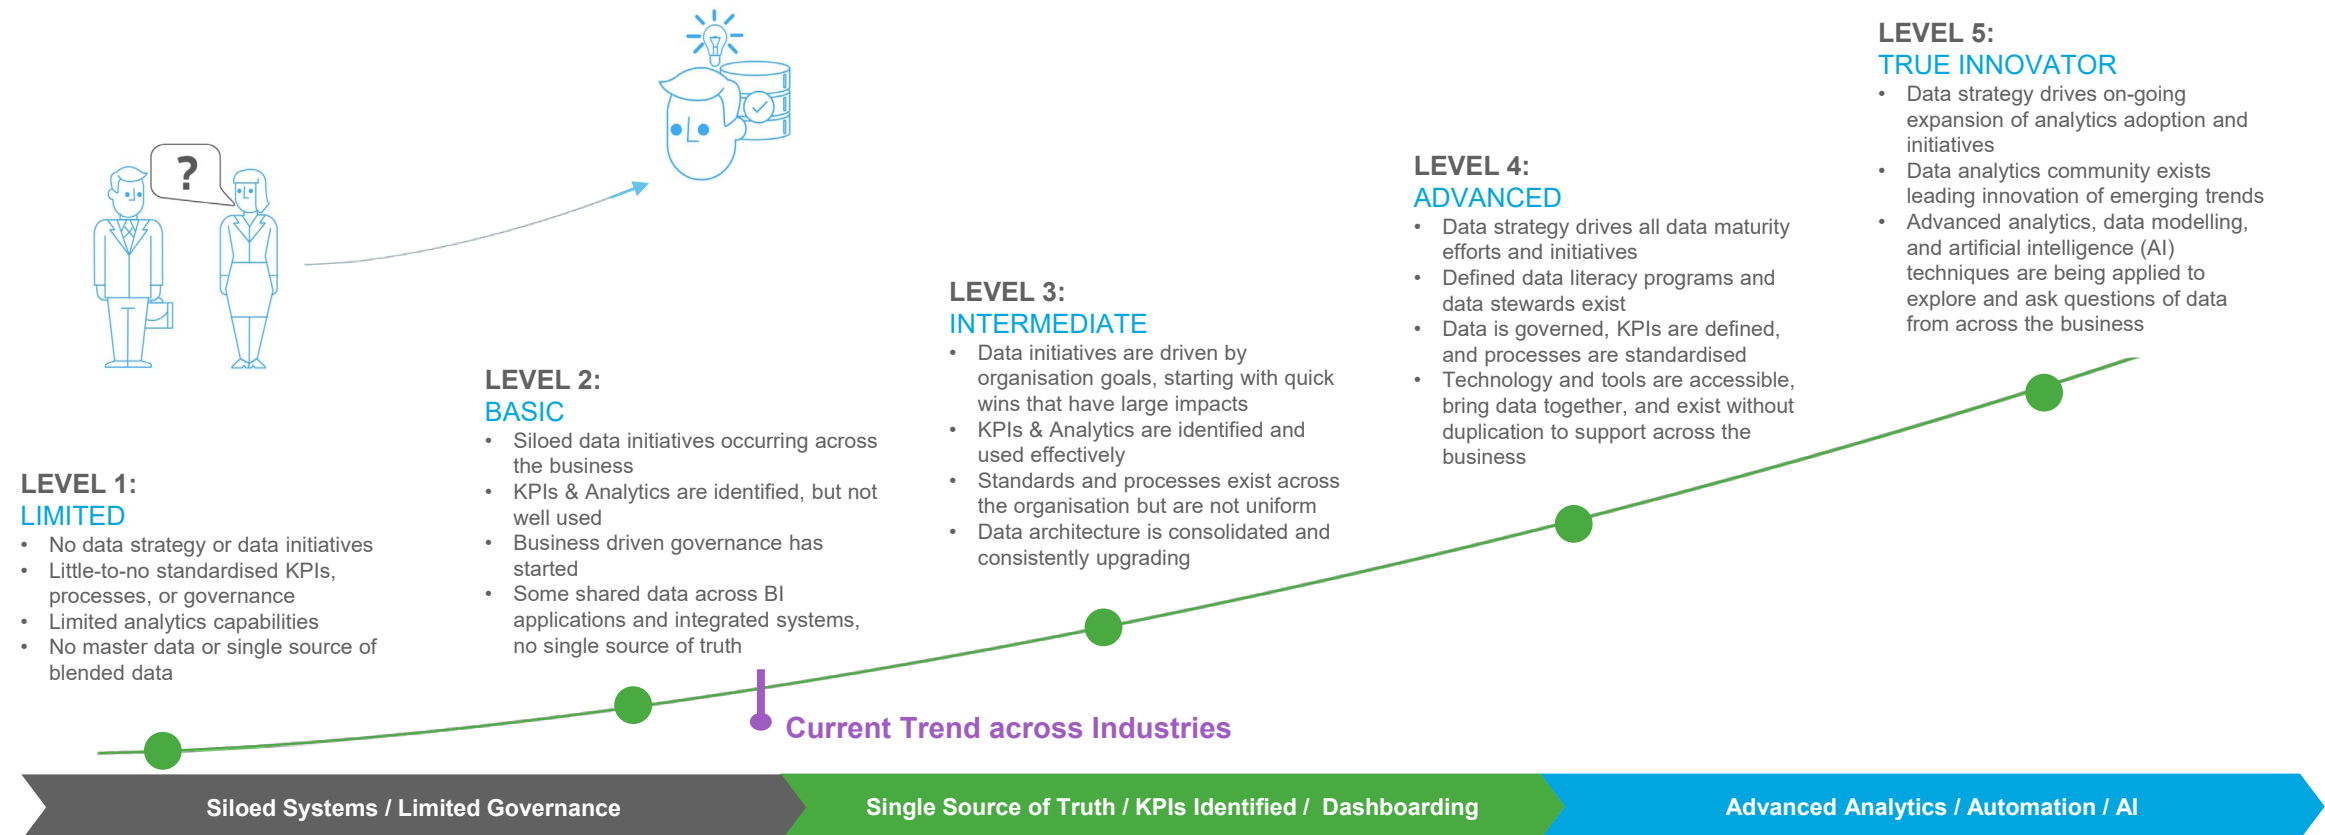 ?
LEVEL 1:
LIMITED
• No data strategy or data initiatives
• Little-to-no standardised KPIs,
processes, or governance
• Limited analytics capabilities
• No master data or single source of
blended data
LEVEL 2:
BASIC
• Siloed data initiatives occurring across
the business
• KPIs & Analytics are identified, but not
well used
• Business driven governance has
started
• Some shared data across BI
applications and integrated systems,
no single source of truth
LEVEL 3:
INTERMEDIATE
• Data initiatives are driven by
organisation goals, starting with quick
wins that have large impacts
• KPIs & Analytics are identified and
used effectively
• Standards and processes exist across
the organisation but are not uniform
• Data architecture is consolidated and
consistently upgrading
LEVEL 4:
ADVANCED
• Data strategy drives all data maturity
efforts and initiatives
• Defined data literacy programs and
data stewards exist
• Data is governed, KPIs are defined,
and processes are standardised
• Technology and tools are accessible,
bring data together, and exist without
duplication to support across the
business
LEVEL 5:
TRUE INNOVATOR
• Data strategy drives on-going
expansion of analytics adoption and
initiatives
• Data analytics community exists
leading innovation of emerging trends
• Advanced analytics, data modelling,
and artificial intelligence (AI)
techniques are being applied to
explore and ask questions of data
from across the business
Current Trend across Industries
Siloed Systems / Limited Governance
Single Source of Truth / KPIs Identified / Dashboarding
Advanced Analytics / Automation / AI